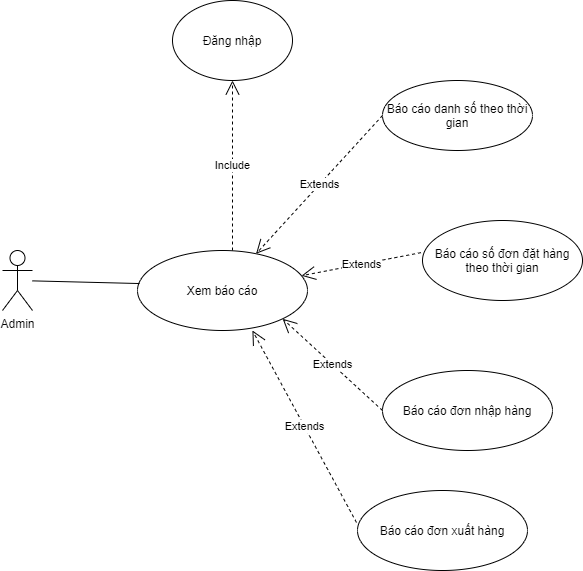 Đăng nhập
Báo cáo danh số theo thời
gian
Include
Extends
Báo cáo số đơn đặt hàng
theo thời gian
Extends
Xem báo cáo
Admin
Extends
Báo cáo đơn nhập hàng
Extends
Báo cáo đơn xuất hàng